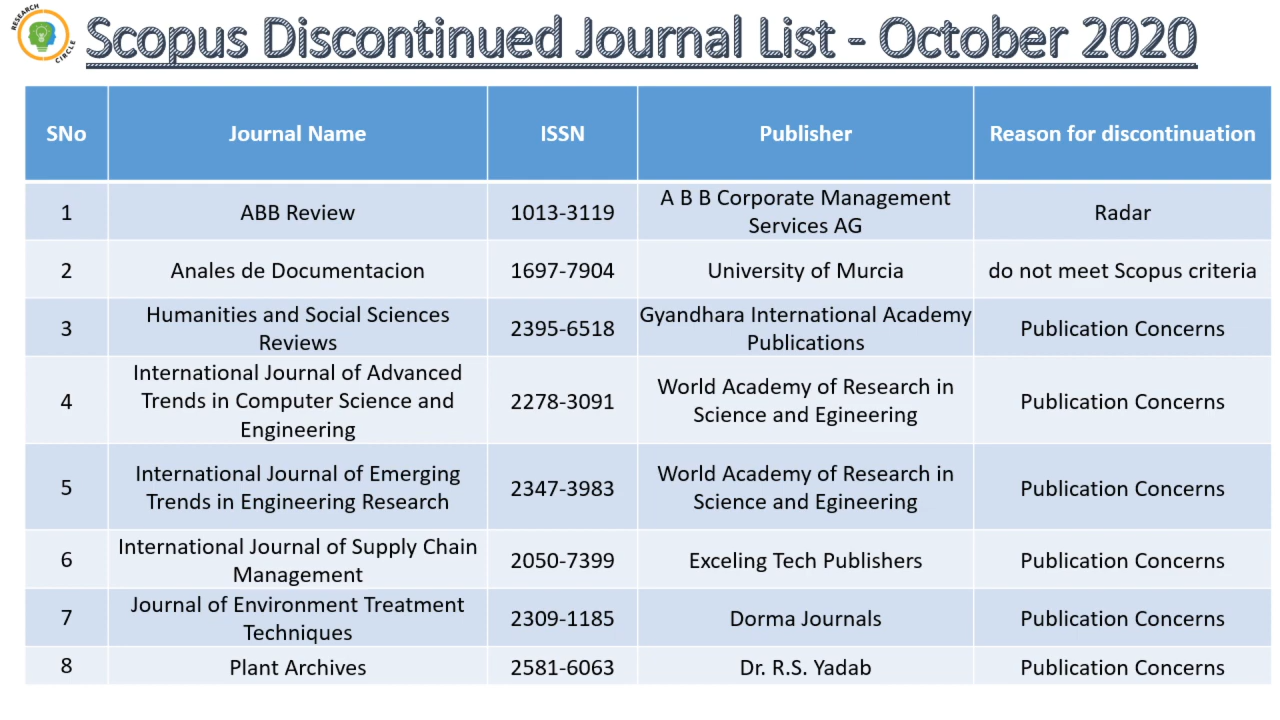 RESEARCH
CIRCLE
Scopus Discontinued Journal List - October 2020
SNo
Journal Name
ISSN
Publisher
Reason for discontinuation
1
ABB Review
1013-3119
A B B Corporate Management
Services AG
Radar
2
Anales de Documentacion
1697-7904
University of Murcia
do not meet Scopus criteria
3
Humanities and Social Sciences
Reviews
2395-6518
Gyandhara International Academy
Publications
Publication Concerns
4
International Journal of Advanced
Trends in Computer Science and
Engineering
2278-3091
World Academy of Research in
Science and Egineering
Publication Concerns
5
International Journal of Emerging
Trends in Engineering Research
2347-3983
World Academy of Research in
Science and Egineering
Publication Concerns
6
International Journal of Supply Chain
Management
2050-7399
Exceling Tech Publishers
Publication Concerns
7
Journal of Environment Treatment
Techniques
2309-1185
Dorma Journals
Publication Concerns
8
Plant Archives
2581-6063
Dr. R.S. Yadab
Publication Concerns